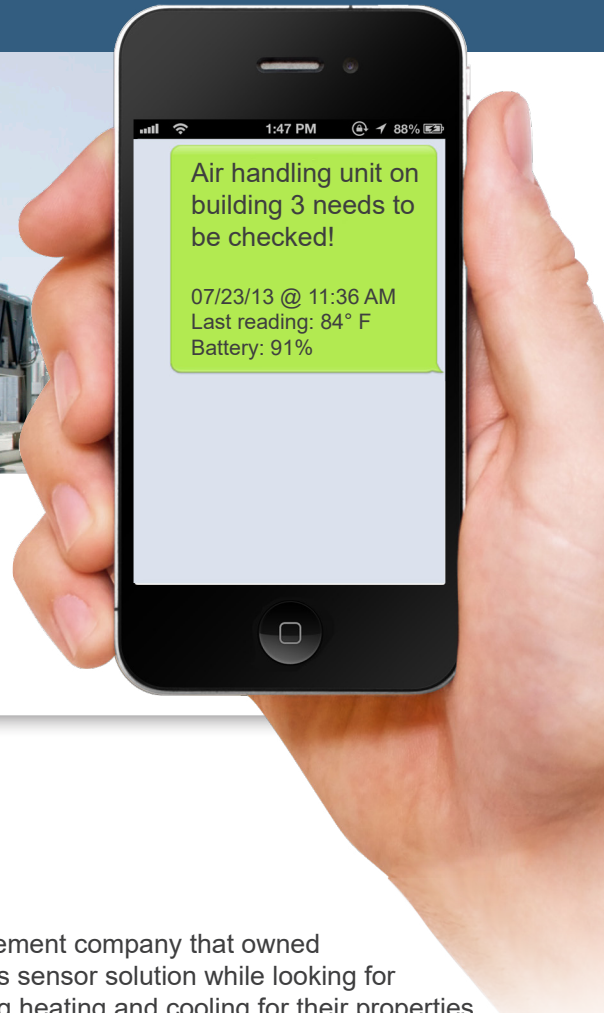 1:47 PM 88%
Air handling unit on
building 3 needs to
be checked!
07/23/13 @ 11:36 AM
Last reading: 84° F
Battery: 91%
company that owned
sensor solution while looking for
heating and cooling for their properties